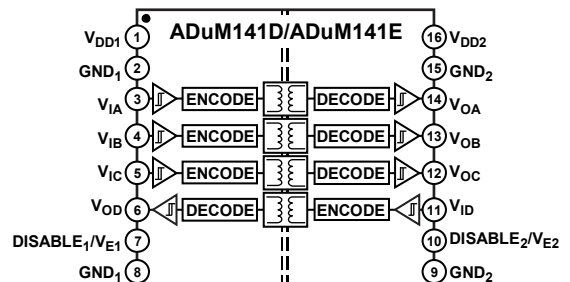 ADuM141D/ADuM141E
VDD1 1 16 VDD2
GND1 2 15 GND2
VIA 3 ENCODE DECODE 14 VOA
VIB 4 ENCODE DECODE 13 VOB
VIC 5 ENCODE DECODE 12 VOC
VOD 6 DECODE ENCODE 11 VID
DISABLE1/VE1 7 10 DISABLE2/VE2
GND1 8 9 GND2